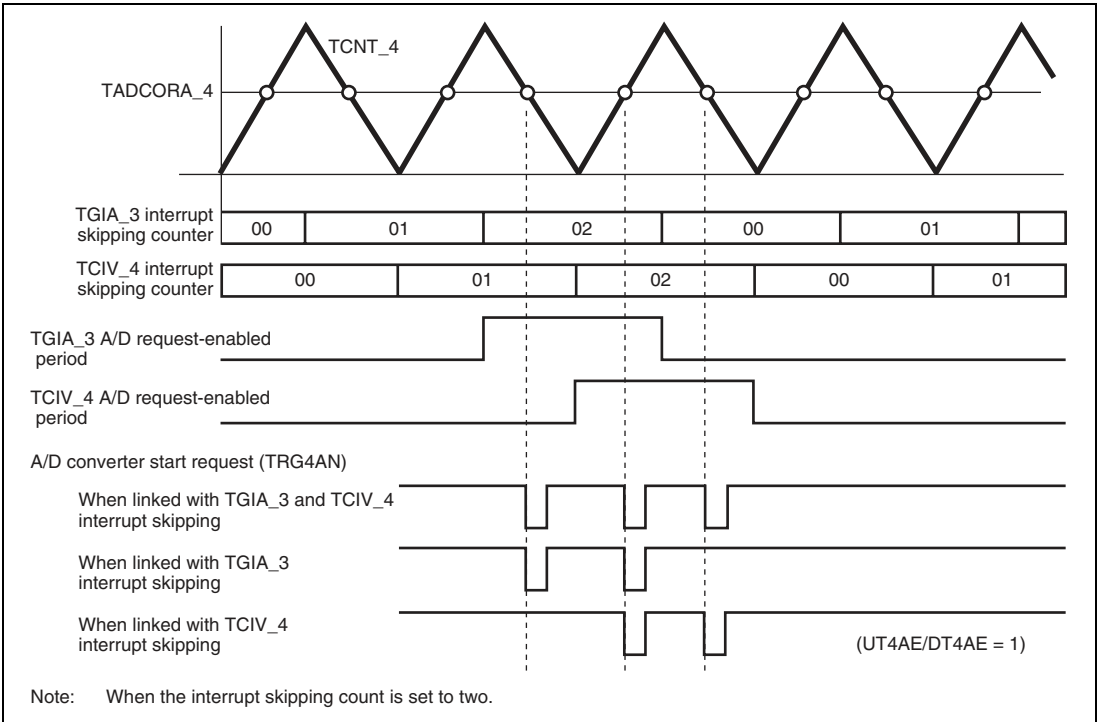 TCNT_4
TADCORA_4
TGIA_3 interrupt
skipping counter
00 01 02 00 01
TCIV_4 interrupt
skipping counter
00 01 02 00 01
TGIA_3 A/D request-enabled
period
TCIV_4 A/D request-enabled
period
A/D converter start request (TRG4AN)
When linked with TGIA_3 and TCIV_4
interrupt skipping
When linked with TGIA_3
interrupt skipping
When linked with TCIV_4
interrupt skipping
(UT4AE/DT4AE = 1)
Note: When the interrupt skipping count is set to two.